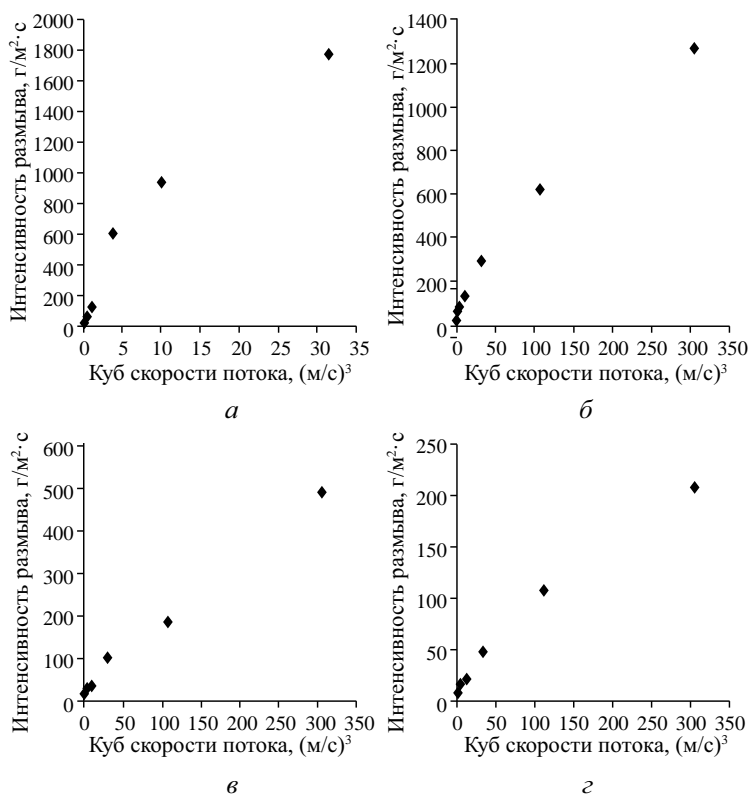 Интенсивность размыва, г/м²·с
2000
1800
1600
1400
1200
1000
800
600
400
200
0
0 5 10 15 20 25 30 35
Куб скорости потока, (м/с)³
а
Интенсивность размыва, г/м²·с
1400
1200
1000
800
600
400
200
0
0 50 100 150 200 250 300 350
Куб скорости потока, (м/с)³
б
Интенсивность размыва, г/м²·с
600
500
400
300
200
100
0
0 50 100 150 200 250 300 350
Куб скорости потока, (м/с)³
в
Интенсивность размыва, г/м²·с
250
200
150
100
50
0
0 50 100 150 200 250 300 350
Куб скорости потока, (м/с)³
г